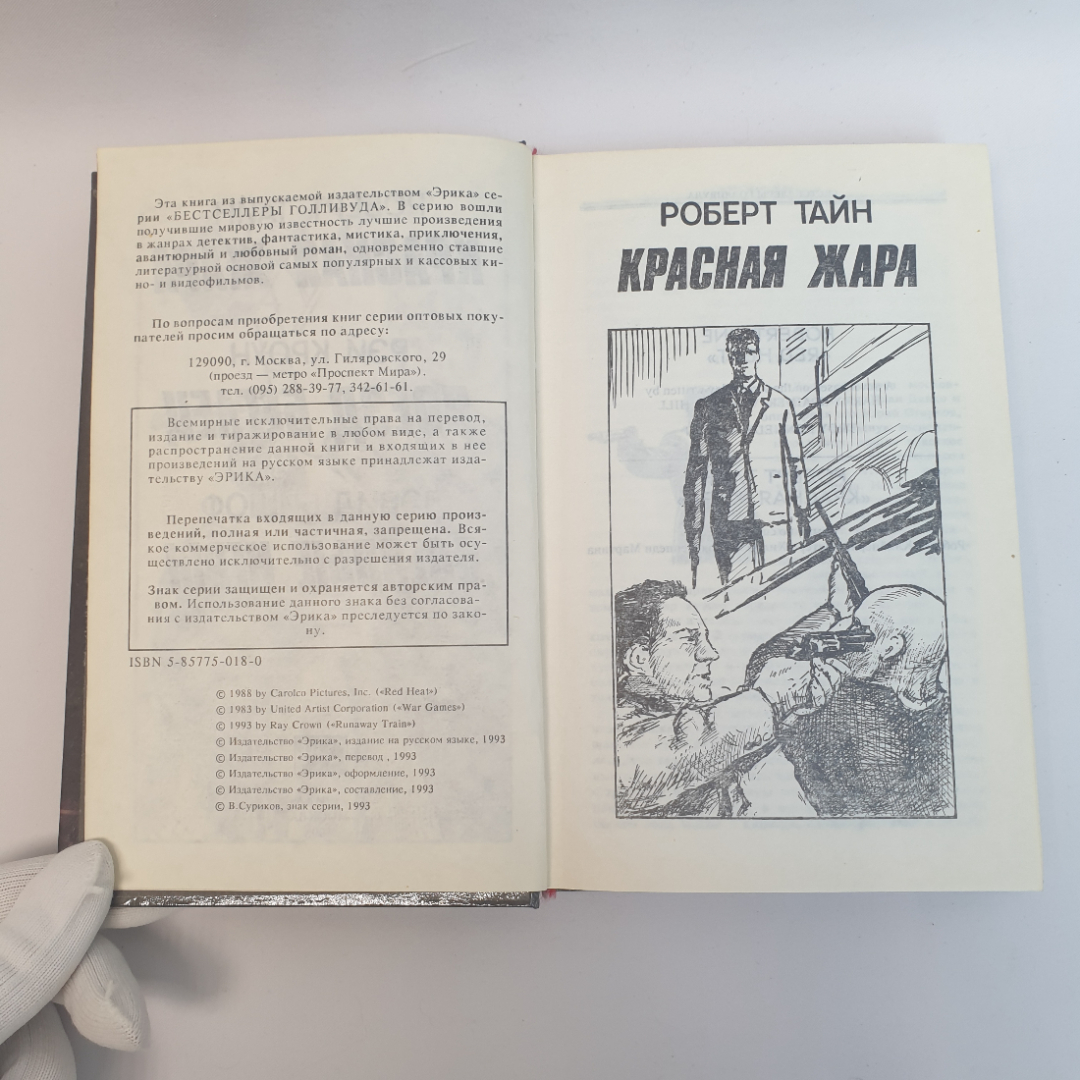 Эта книга из выпускаемой издательством «Эрика» се-
рии «БЕСТСЕЛЛЕРЫ ГОЛЛИВУДА». В серию вошли
получившие мировую известность лучшие произведения
в жанрах детектив, фантастика, мистика, приключения,
авантюрный и любовный роман, одновременно ставшие
литературной основой самых популярных и кассовых ки-
но- и видеофильмов.
По вопросам приобретения книг серии оптовых поку-
пателей просим обращаться по адресу:
129090, г. Москва, ул. Гиляровского, 29
(проезд — метро «Проспект Мира»).
тел. (095) 288-39-77, 342-61-61.
Всемирные исключительные права на перевод,
издание и тиражирование в любом виде, а также
распространение данной книги и входящих в нее
произведений на русском языке принадлежат изда-
тельству «ЭРИКА».
Перепечатка входящих в данную серию произ-
ведений, полная или частичная, запрещена. Вся-
кое коммерческое использование может быть осу-
ществлено исключительно с разрешения издателя.
Знак серии защищен и охраняется авторским пра-
вом. Использование данного знака без согласова-
ния с издательством «Эрика» преследуется по зако-
ну.
ISBN 5-85775-018-0
© 1988 by Carolco Pictures, Inc. («Red Heat»)
© 1983 by United Artist Corporation («War Games»)
© 1993 by Ray Crown («Runaway Train»)
© Издательство «Эрика», издание на русском языке, 1993
© Издательство «Эрика», перевод , 1993
© Издательство «Эрика», оформление, 1993
© Издательство «Эрика», составление, 1993
© В.Суриков, знак серии, 1993
РОБЕРТ ТАЙН
КРАСНАЯ ЖАРА